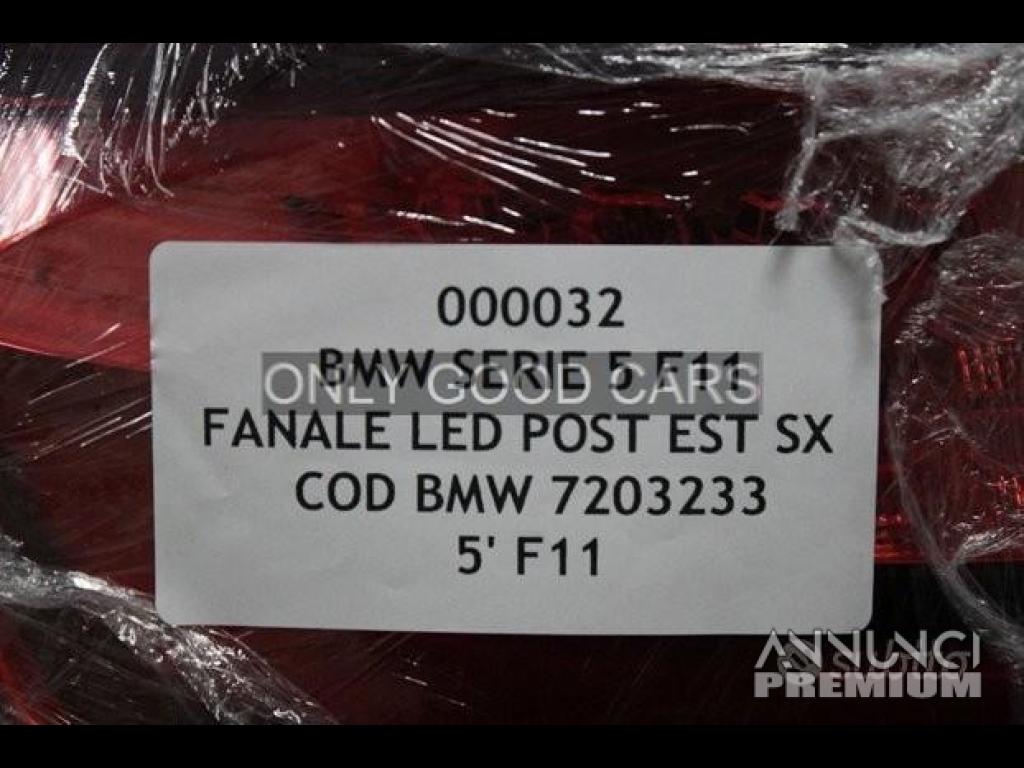 000032
BMW SERIE 5 F11
ONLY GOOD CARS
FANALE LED POST EST SX
COD BMW 7203233
5' F11
ANNUNCI
PREMIUM